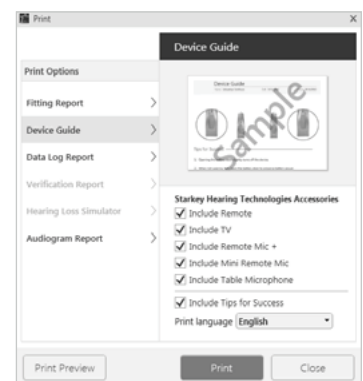 Print
X
Device Guide
Print Options
Fitting Report
Device Guide
Data Log Report
Verification Report
Hearing Loss Simulator
Audiogram Report
Device Guide
Sample
Tips for
Starkey Hearing Technologies Accessories
Include Remote
Include TV
Include Remote Mic +
Include Mini Remote Mic
Include Table Microphone
Include Tips for Success
Print language English
Print Preview
Print
Close